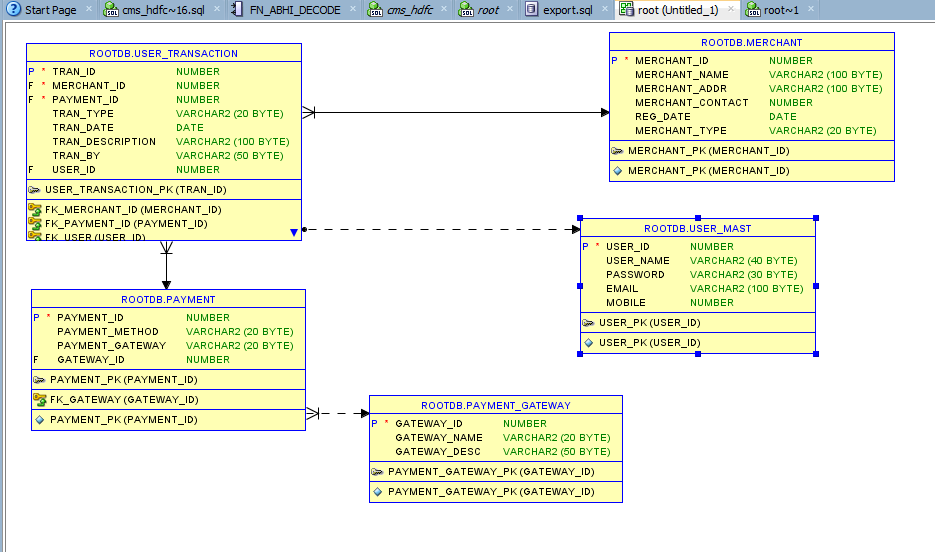 Start Page
cms_hdfc~16.sql
FN_ABHI_DECODE
cms_hdfc
root
export.sql
root (Untitled_1)
root~1
ROOTDB.USER_TRANSACTION
P * TRAN_ID NUMBER
F * MERCHANT_ID NUMBER
F * PAYMENT_ID NUMBER
TRAN_TYPE VARCHAR2 (20 BYTE)
TRAN_DATE DATE
TRAN_DESCRIPTION VARCHAR2 (100 BYTE)
TRAN_BY VARCHAR2 (50 BYTE)
F USER_ID NUMBER
USER_TRANSACTION_PK (TRAN_ID)
FK_MERCHANT_ID (MERCHANT_ID)
FK_PAYMENT_ID (PAYMENT_ID)
FK_USER (USER_ID)
ROOTDB.MERCHANT
P * MERCHANT_ID NUMBER
MERCHANT_NAME VARCHAR2 (100 BYTE)
MERCHANT_ADDR VARCHAR2 (100 BYTE)
MERCHANT_CONTACT NUMBER
REG_DATE DATE
MERCHANT_TYPE VARCHAR2 (20 BYTE)
MERCHANT_PK (MERCHANT_ID)
MERCHANT_PK (MERCHANT_ID)
ROOTDB.USER_MAST
P * USER_ID NUMBER
USER_NAME VARCHAR2 (40 BYTE)
PASSWORD VARCHAR2 (30 BYTE)
EMAIL VARCHAR2 (100 BYTE)
MOBILE NUMBER
USER_PK (USER_ID)
USER_PK (USER_ID)
ROOTDB.PAYMENT
P * PAYMENT_ID NUMBER
PAYMENT_METHOD VARCHAR2 (20 BYTE)
PAYMENT_GATEWAY VARCHAR2 (20 BYTE)
F GATEWAY_ID NUMBER
PAYMENT_PK (PAYMENT_ID)
FK_GATEWAY (GATEWAY_ID)
PAYMENT_PK (PAYMENT_ID)
ROOTDB.PAYMENT_GATEWAY
P * GATEWAY_ID NUMBER
GATEWAY_NAME VARCHAR2 (20 BYTE)
GATEWAY_DESC VARCHAR2 (50 BYTE)
PAYMENT_GATEWAY_PK (GATEWAY_ID)
PAYMENT_GATEWAY_PK (GATEWAY_ID)